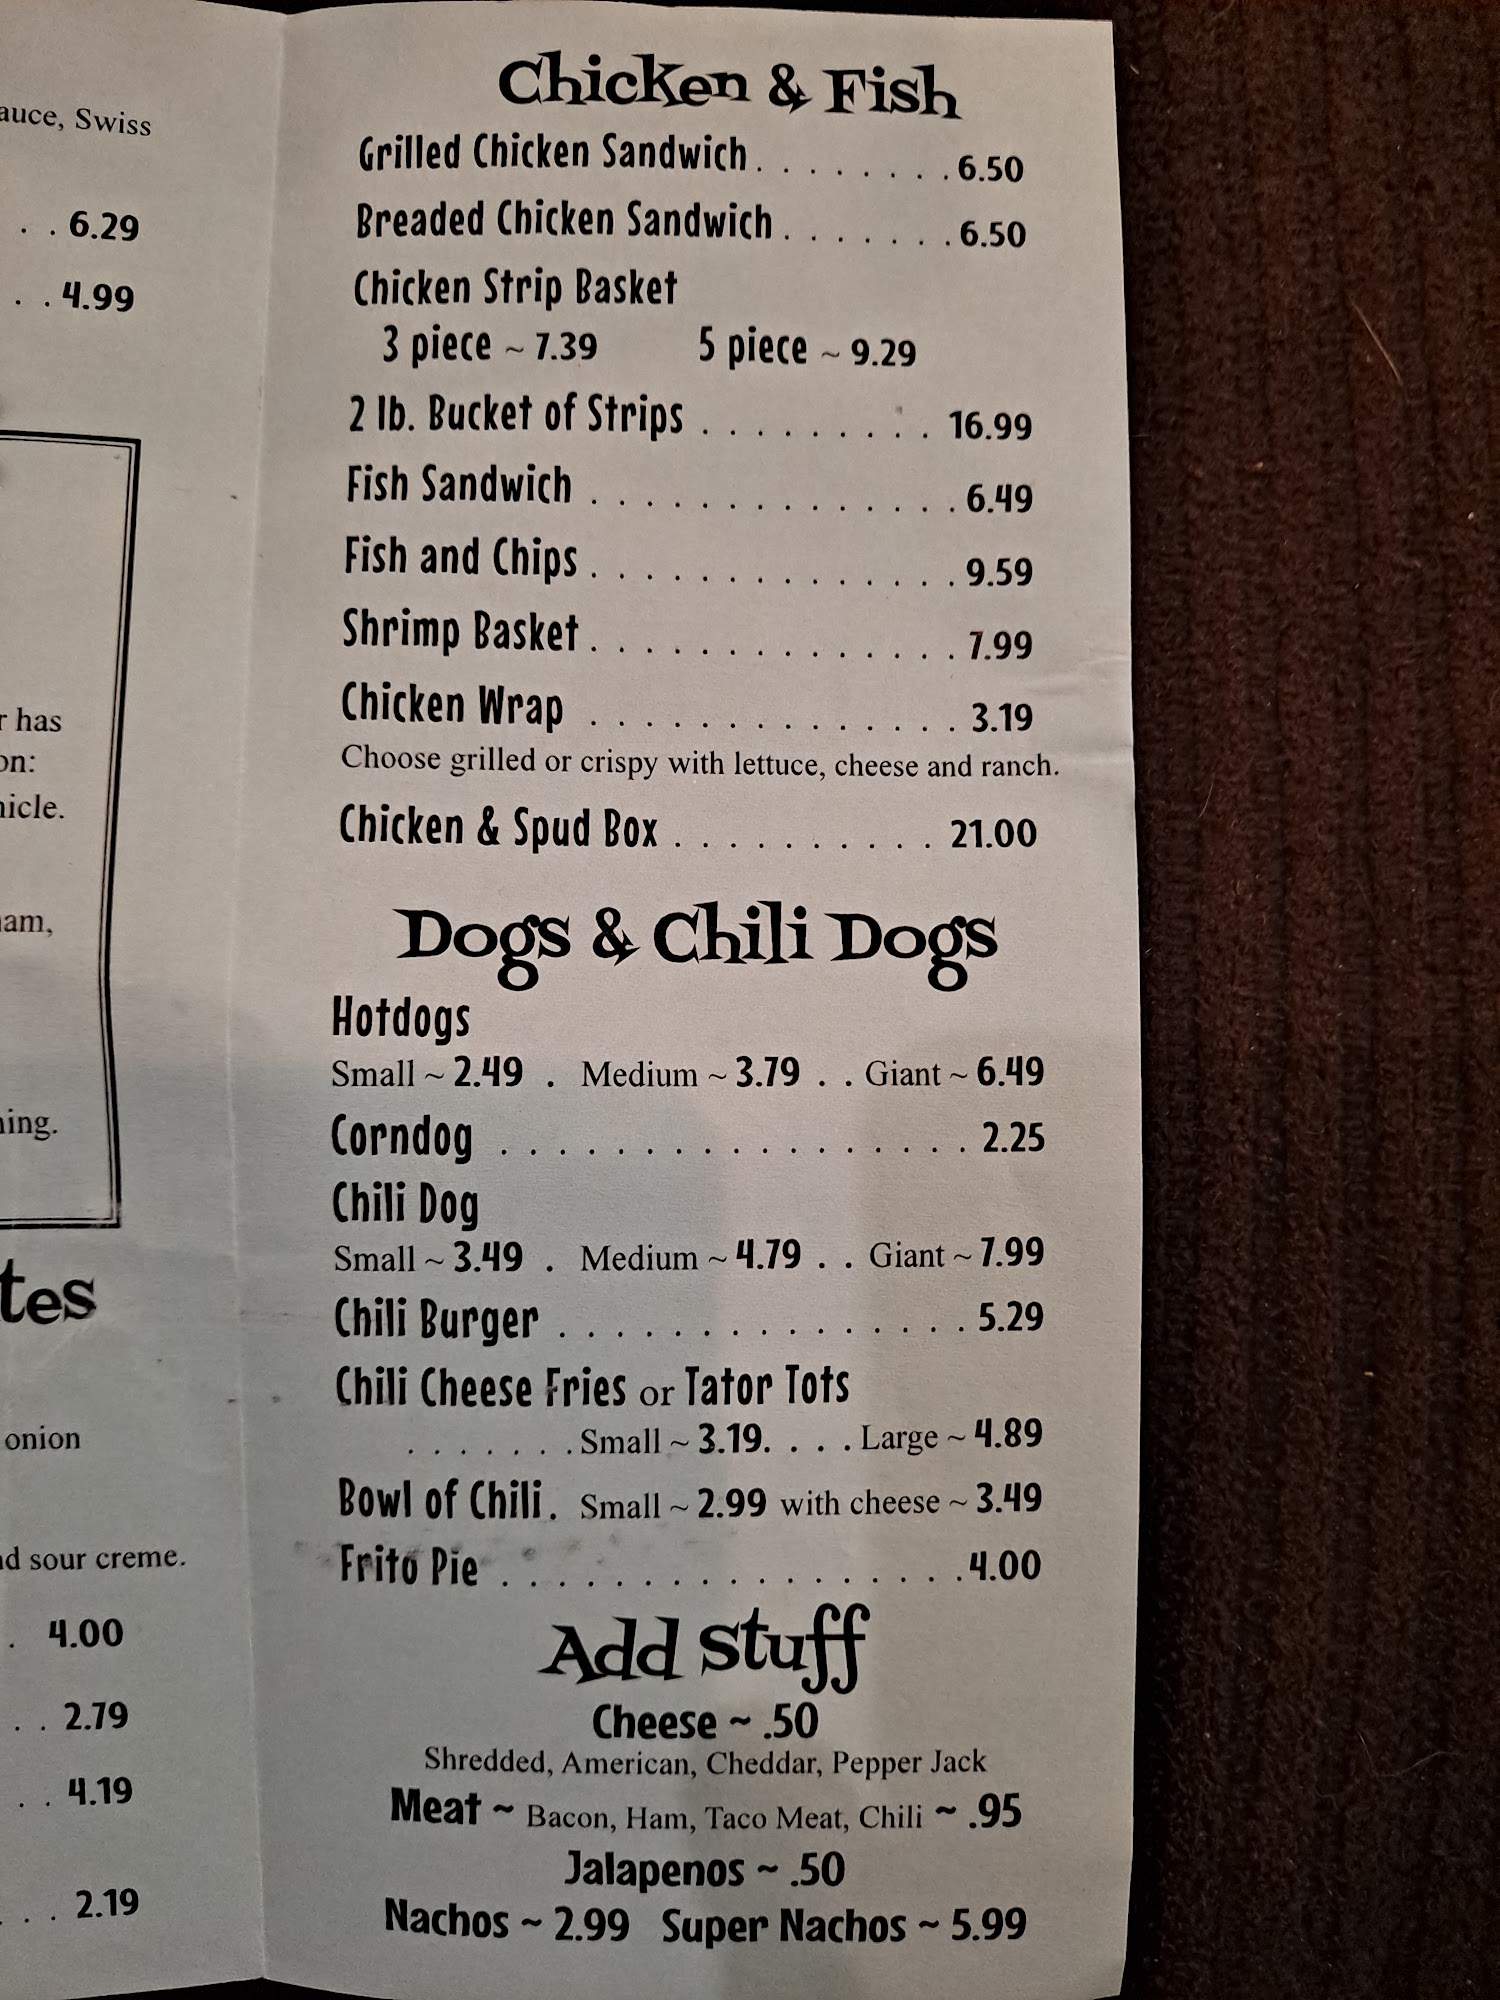 auce, Swiss
. . 6.29
. . 4.99
r has
on:
nicle.
am,
ning.
tes
onion
d sour creme.
. 4.00
. . 2.79
. . 4.19
. . . 2.19
Chicken & Fish
Grilled Chicken Sandwich. . . . . . . . 6.50
Breaded Chicken Sandwich . . . . . . . 6.50
Chicken Strip Basket
3 piece ~ 7.39 5 piece ~ 9.29
2 lb. Bucket of Strips . . . . . . . . . 16.99
Fish Sandwich . . . . . . . . . . . . . . 6.49
Fish and Chips . . . . . . . . . . . . . . 9.59
Shrimp Basket . . . . . . . . . . . . . . 7.99
Chicken Wrap . . . . . . . . . . . . . . 3.19
Choose grilled or crispy with lettuce, cheese and ranch.
Chicken & Spud Box . . . . . . . . . . 21.00
Dogs & Chili Dogs
Hotdogs
Small ~ 2.49 . Medium ~ 3.79 . . Giant ~ 6.49
Corndog . . . . . . . . . . . . . . . . . 2.25
Chili Dog
Small ~ 3.49 . Medium ~ 4.79 . . Giant ~ 7.99
Chili Burger . . . . . . . . . . . . . . . 5.29
Chili Cheese Fries or Tator Tots
. . . . . . . Small ~ 3.19. . . . Large ~ 4.89
Bowl of Chili . Small ~ 2.99 with cheese ~ 3.49
Frito Pie . . . . . . . . . . . . . . . . . 4.00
Add Stuff
Cheese ~ .50
Shredded, American, Cheddar, Pepper Jack
Meat ~ Bacon, Ham, Taco Meat, Chili ~ .95
Jalapenos ~ .50
Nachos ~ 2.99 Super Nachos ~ 5.99